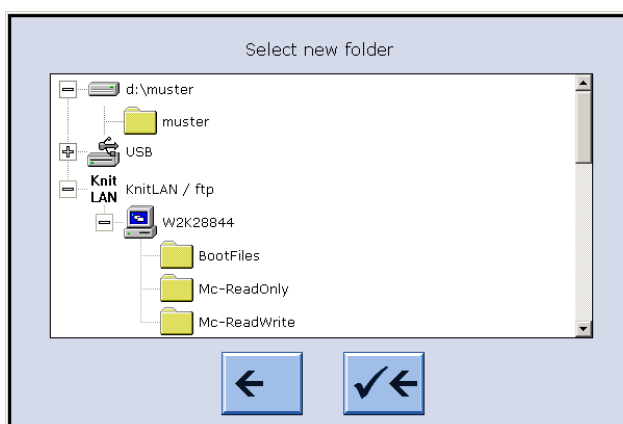 Select new folder
d:\muster
muster
USB
Knit
LAN
KnitLAN / ftp
W2K28844
BootFiles
Mc-ReadOnly
Mc-ReadWrite